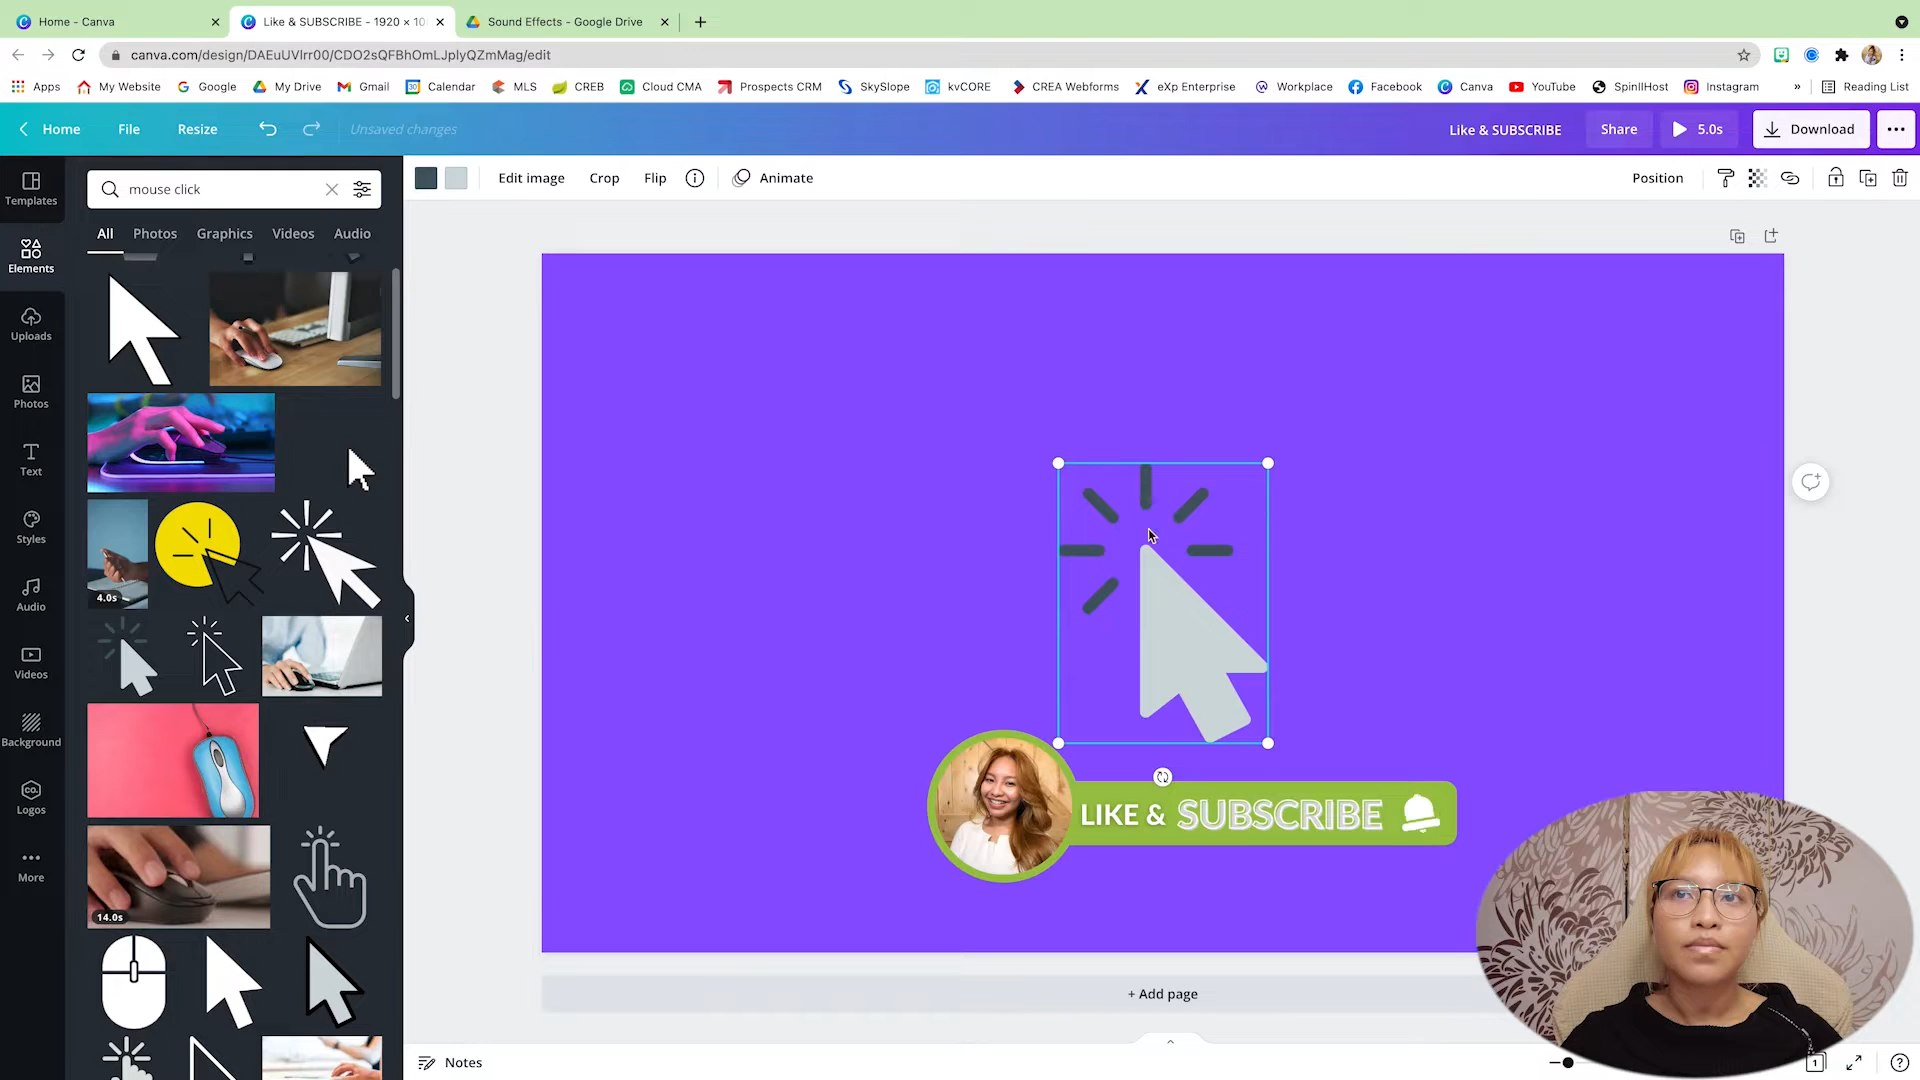 Home - Canva
Like & SUBSCRIBE - 1920 × 10
Sound Effects - Google Drive
canva.com/design/DAEuUVlrr00/CDO2sQFBhOmLJplyQZmMag/edit
Apps
My Website
Google
My Drive
Gmail
Calendar
MLS
CREB
Cloud CMA
Prospects CRM
SkySlope
kvCORE
CREA Webforms
eXp Enterprise
Workplace
Facebook
Canva
YouTube
SpinIIHost
Instagram
»
Reading List
Home
File
Resize
Unsaved changes
Like & SUBSCRIBE
Share
5.0s
Download
mouse click
Edit image
Crop
Flip
Animate
Position
All
Photos
Graphics
Videos
Audio
Templates
Elements
Uploads
Photos
Text
Styles
Audio
Videos
Background
CO.
Logos
More
4.0s
14.0s
LIKE & SUBSCRIBE
+ Add page
Notes
1